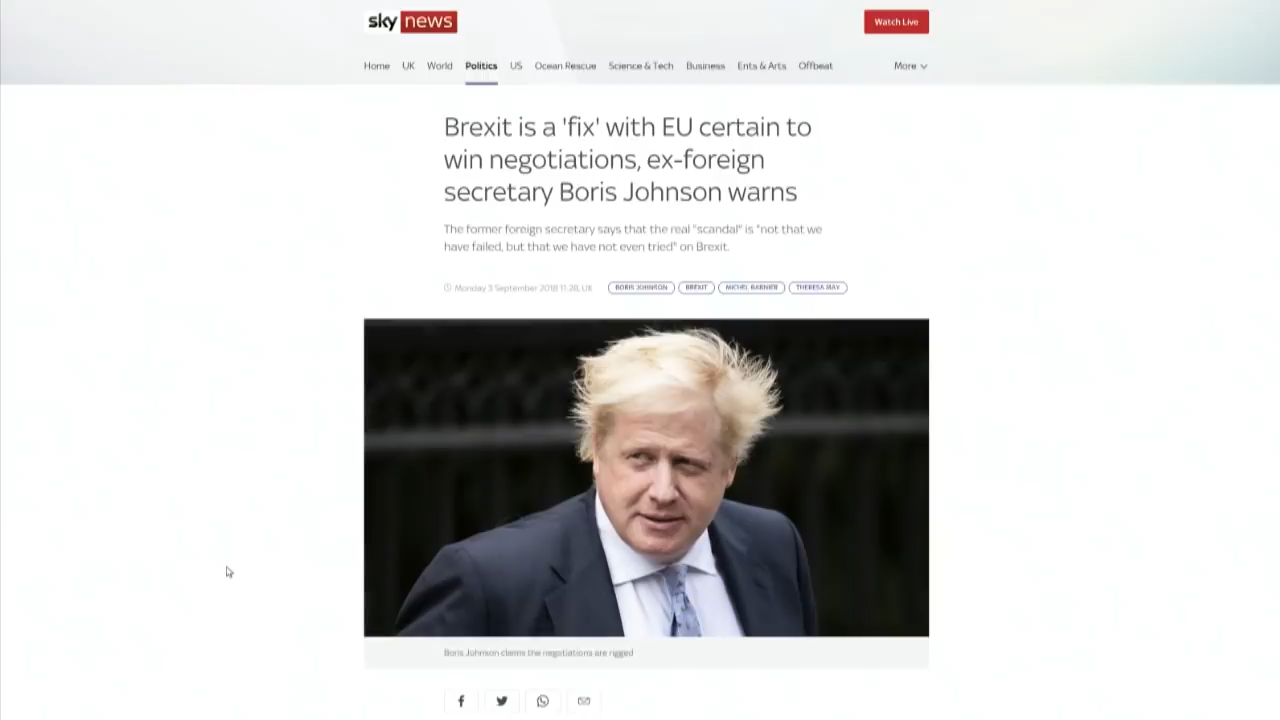 sky news
Watch Live
Home UK World Politics US Ocean Rescue Science & Tech Business Ents & Arts Offbeat More
Brexit is a 'fix' with EU certain to
win negotiations, ex-foreign
secretary Boris Johnson warns
The former foreign secretary says that the real "scandal" is "not that we
have failed, but that we have not even tried" on Brexit.
Monday 3 September 2018 11:28, UK BORIS JOHNSON BREXIT MICHEL BARNIER THERESA MAY
Boris Johnson claims the negotiations are rigged